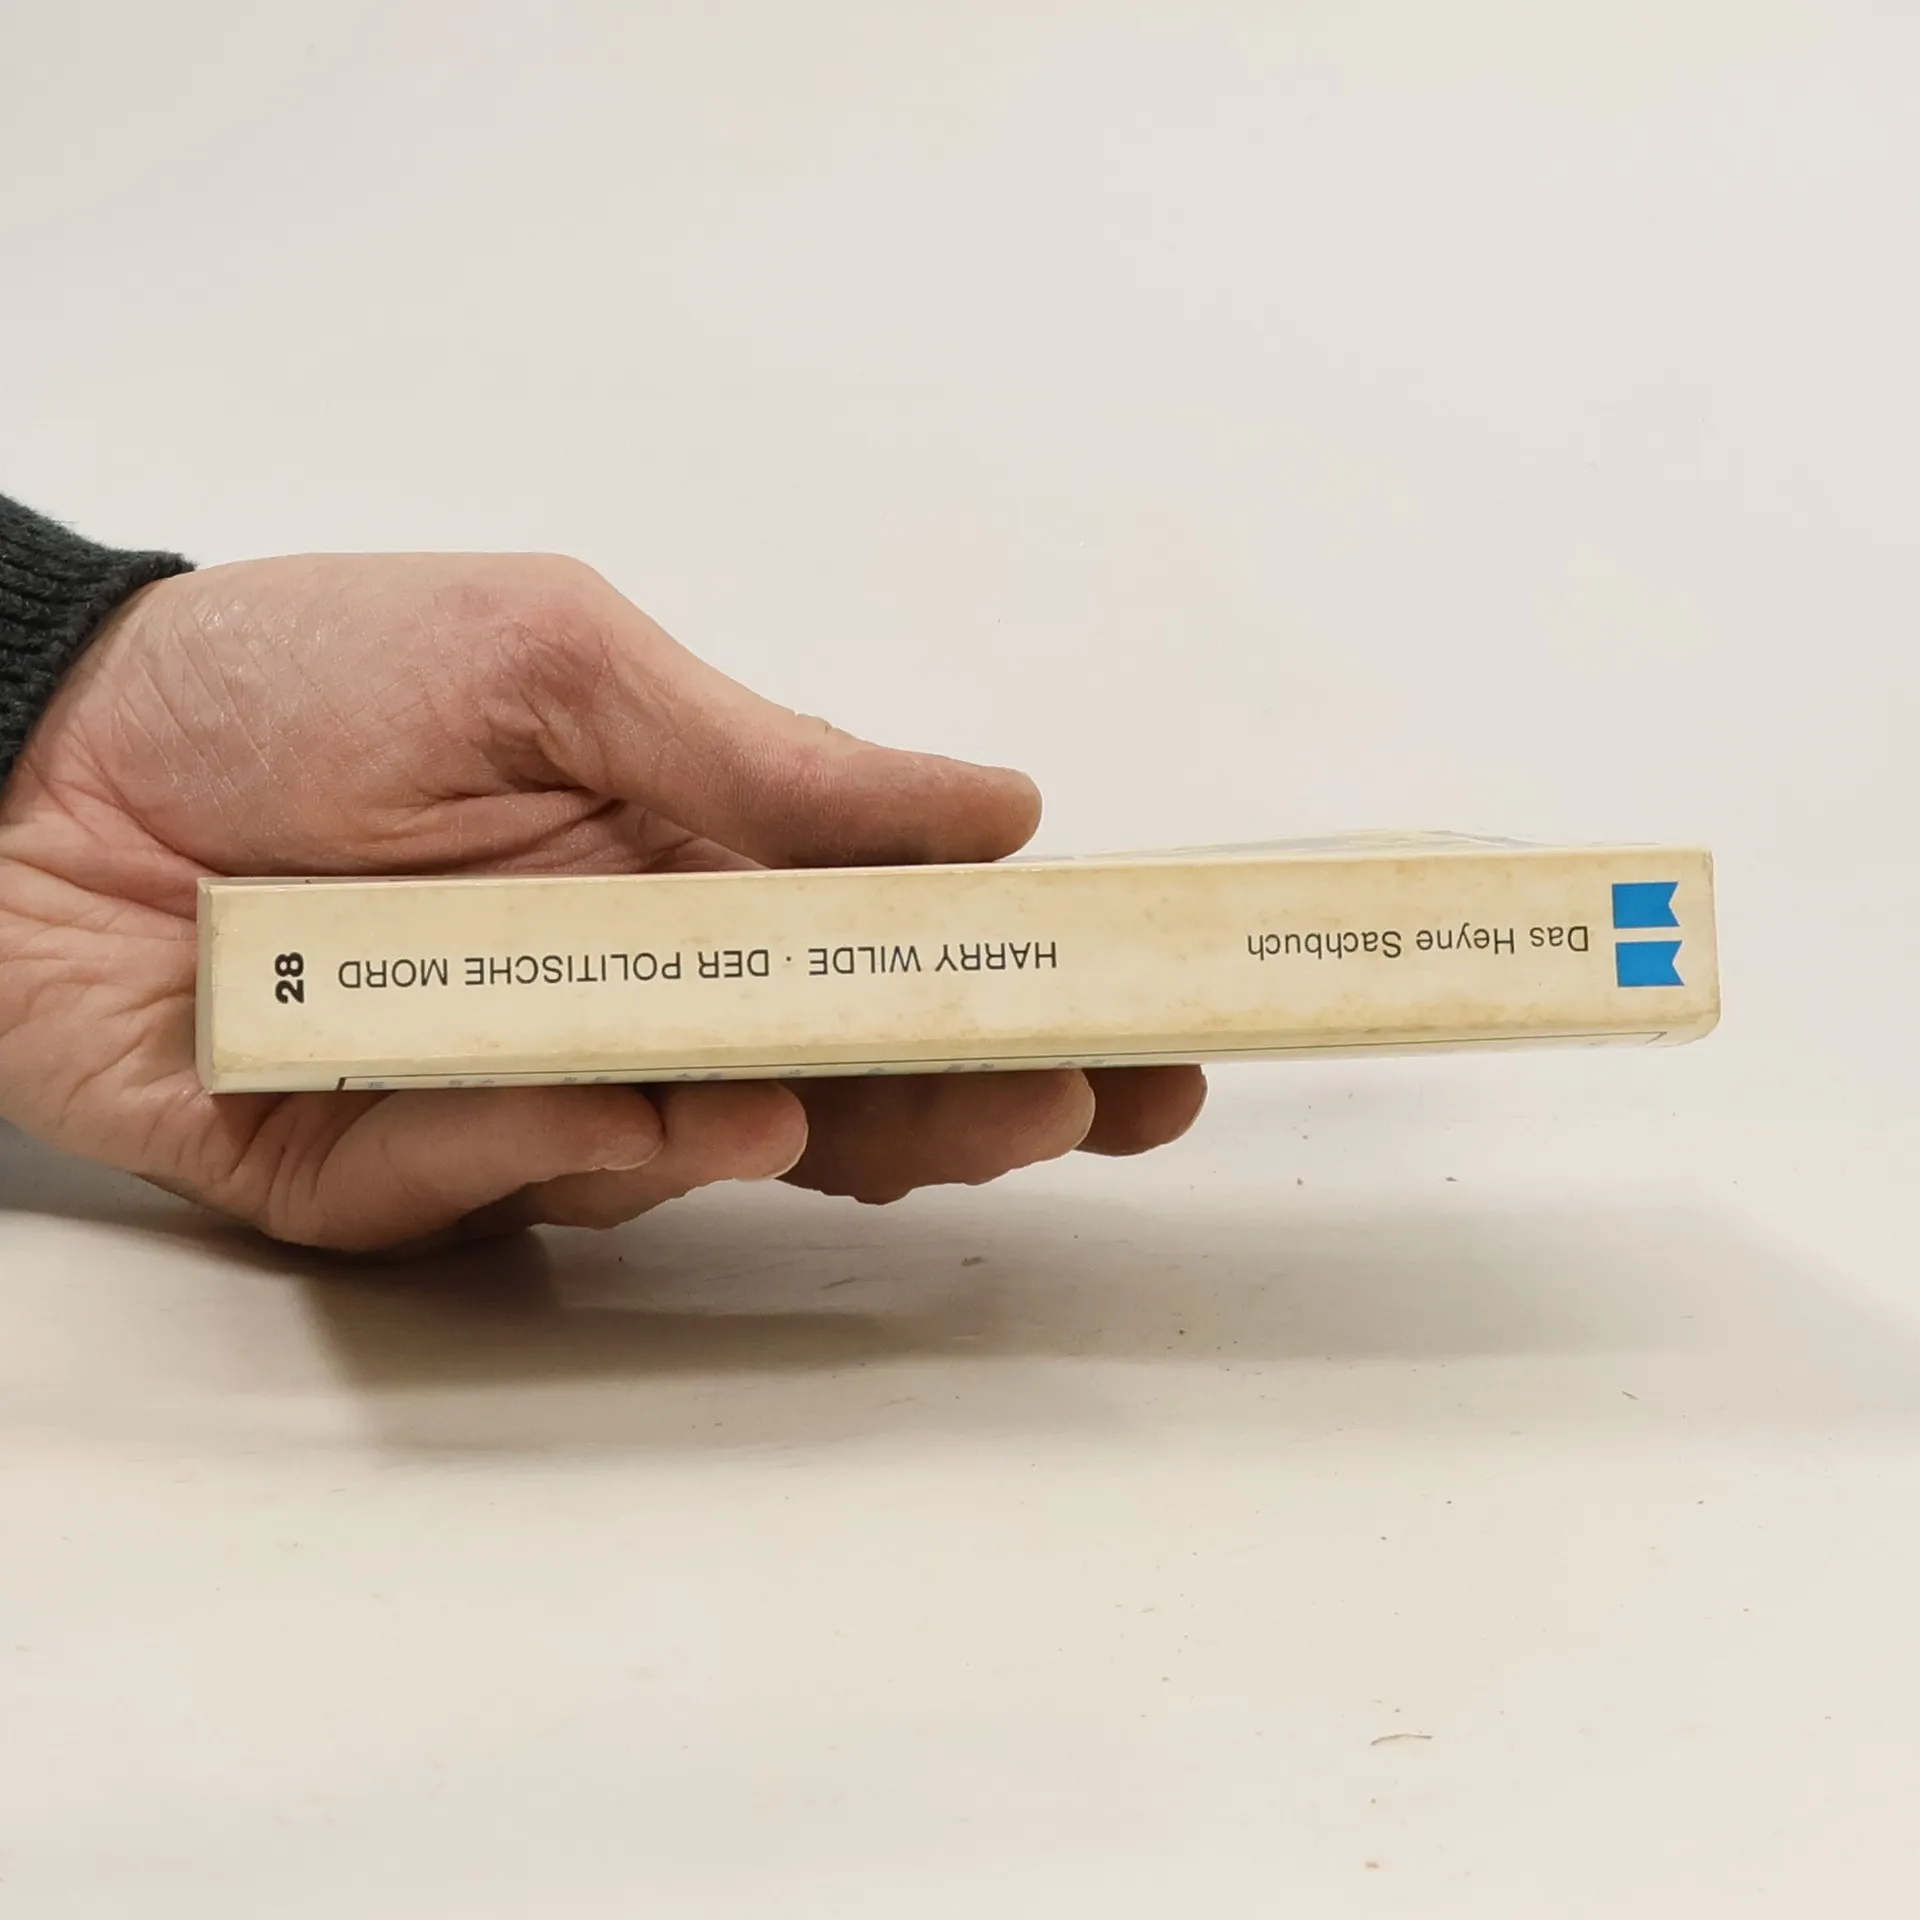 Das Heyne Sachbuch
HARRY WILDE · DER POLITISCHE MORD
28